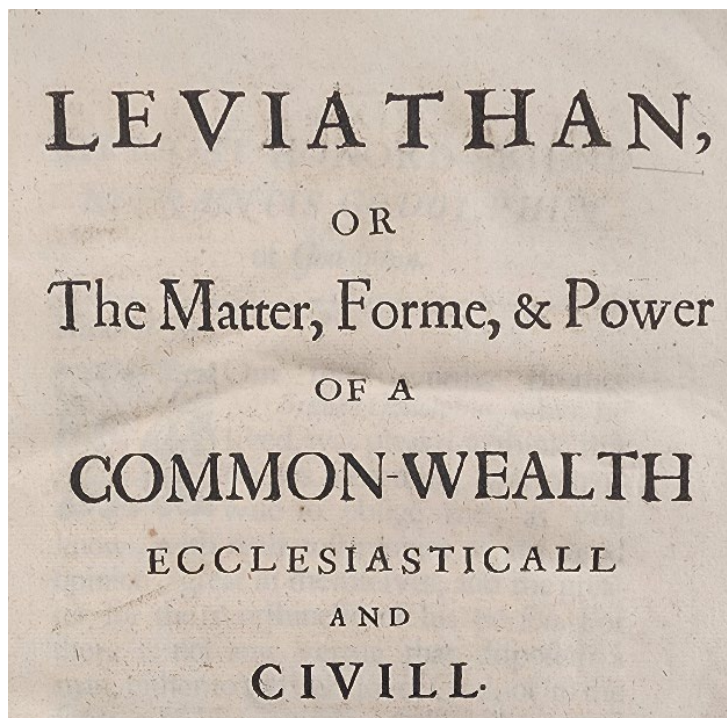 LEVIATHAN,
OR
The Matter, Forme, & Power
OF A
COMMON-WEALTH
ECCLESIASTICALL
AND
CIVILL.